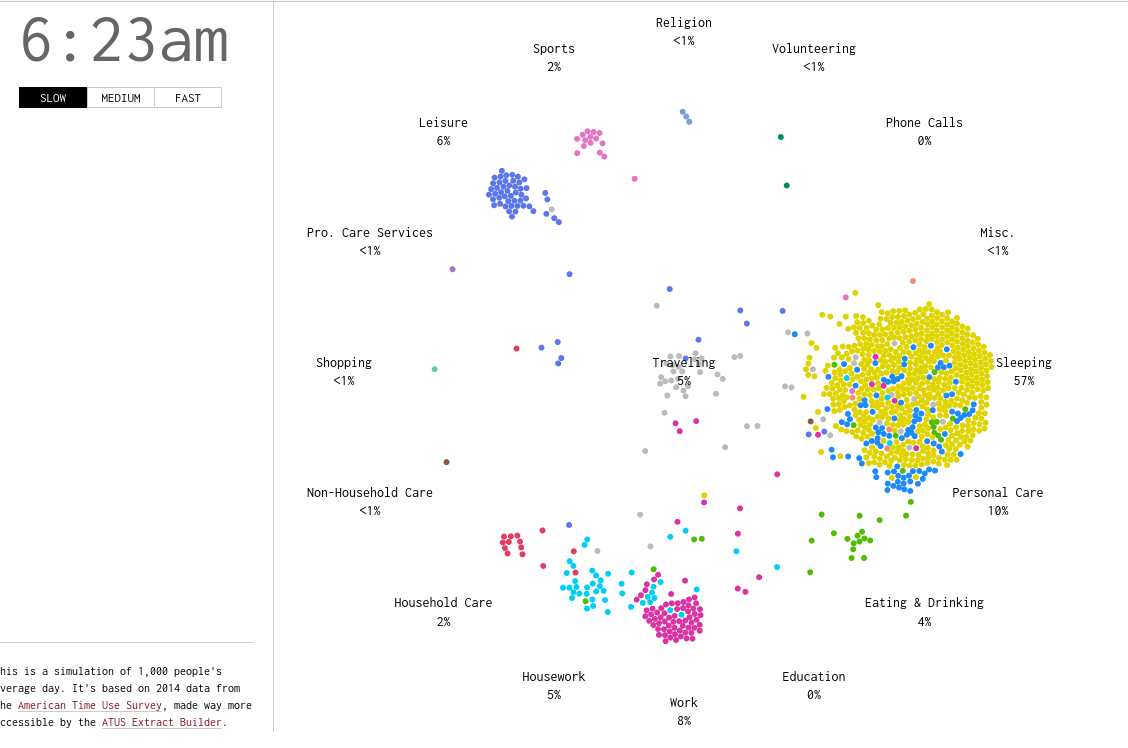 6:23am
SLOW MEDIUM FAST
Religion
<1%
Sports
2%
Volunteering
<1%
Leisure
6%
Phone Calls
0%
Pro. Care Services
<1%
Misc.
<1%
Shopping
<1%
Traveling
5%
Sleeping
57%
Non-Household Care
<1%
Personal Care
10%
Household Care
2%
Eating & Drinking
4%
Housework
5%
Education
0%
Work
8%
his is a simulation of 1,000 people's
verage day. It's based on 2014 data from
he American Time Use Survey, made way more
ccessible by the ATUS Extract Builder.